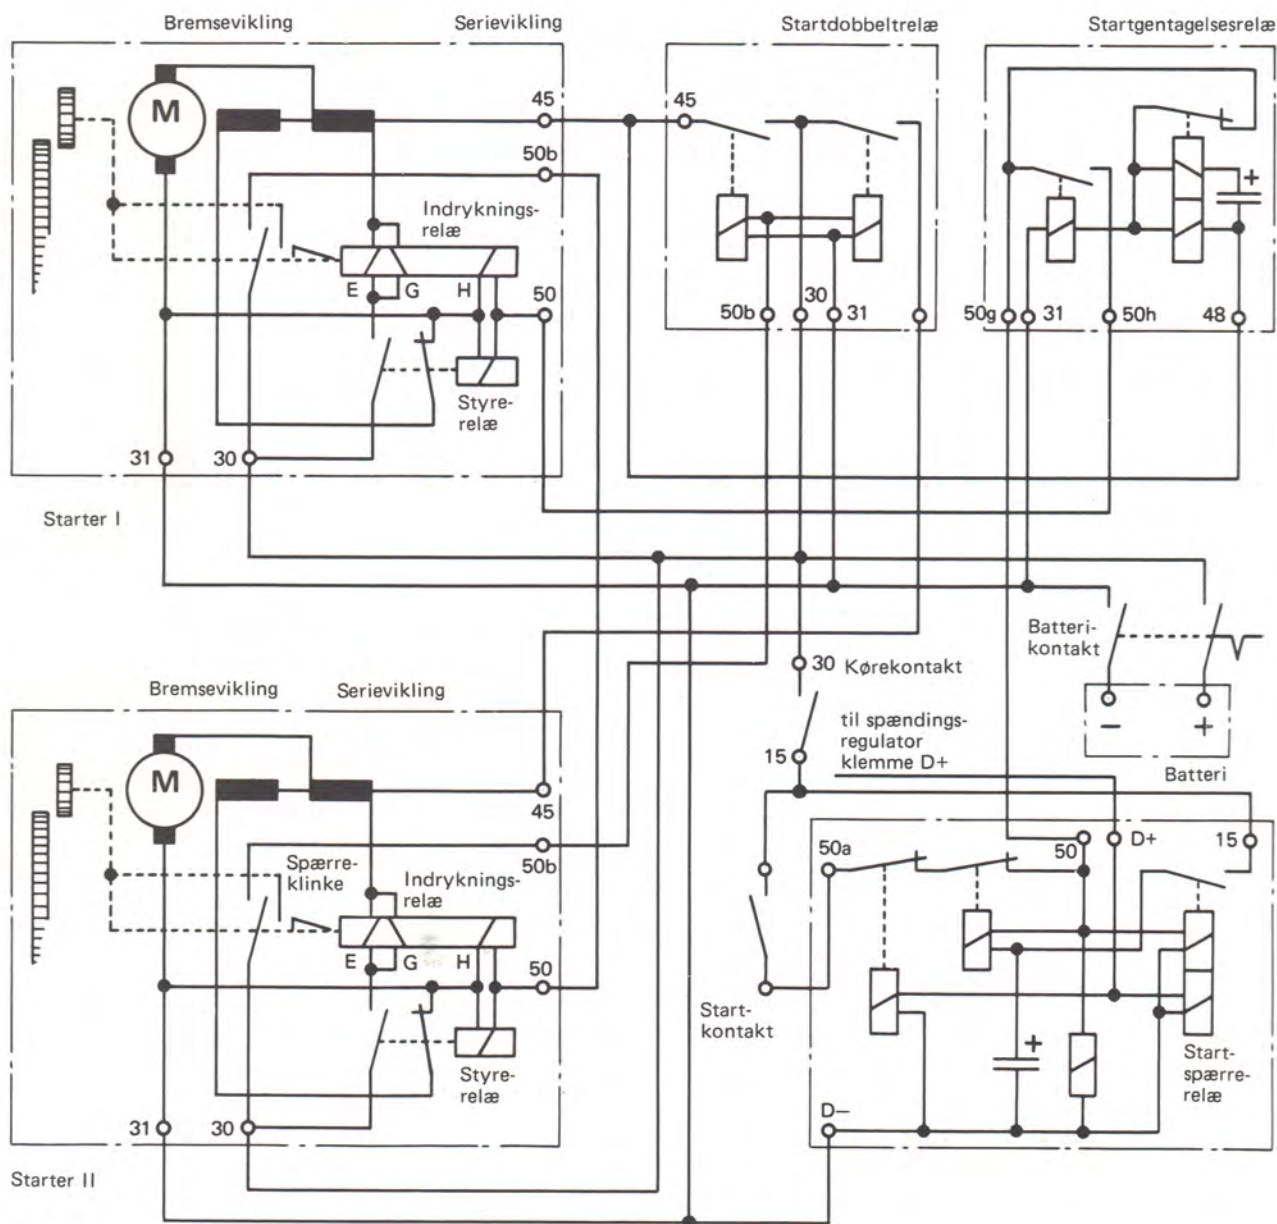 Bremsevikling
Serievikling
Startdobbeltrelæ
Startgentagelsesrelæ
M
45
45
50b
Indryknings-
relæ
E
G
H
50
50b
30
31
50g
31
50h
48
+
Styre-
relæ
31
30
Starter I
Batteri-
kontakt
30
Kørekontakt
−
+
Batteri
til spændings-
regulator
klemme D+
15
Bremsevikling
Serievikling
M
45
50b
Spærre-
klinke
Indryknings-
relæ
E
G
H
50
Styre-
relæ
31
30
Starter II
50a
50
D+
15
Start-
kontakt
+
Start-
spærre-
relæ
D−